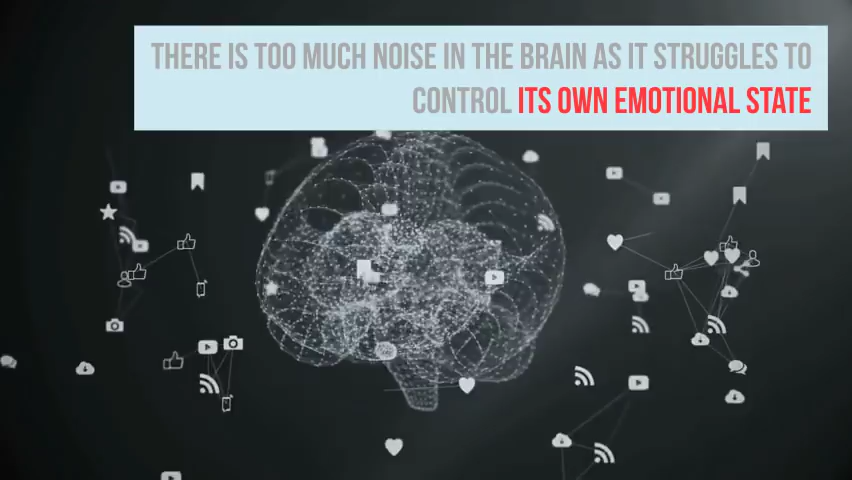 THERE IS TOO MUCH NOISE IN THE BRAIN AS IT STRUGGLES TO
CONTROL ITS OWN EMOTIONAL STATE